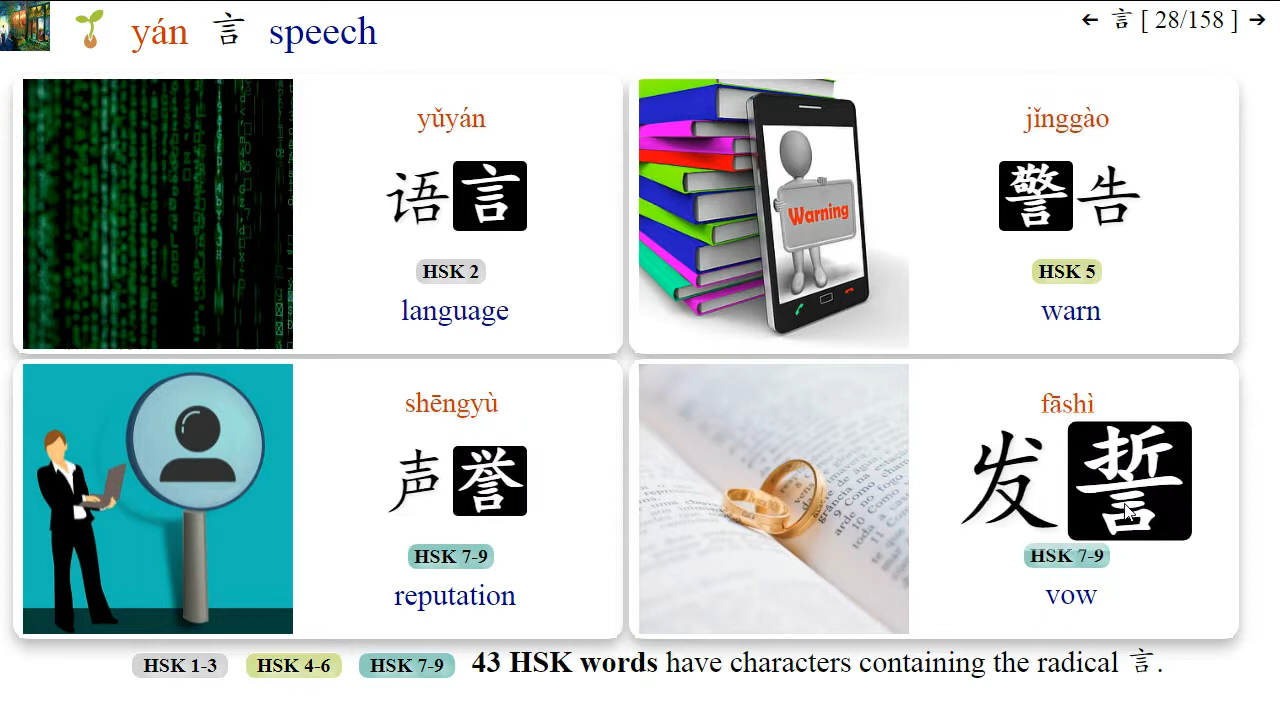 yán 言 speech
← 言 [ 28/158 ] →
yǔyán
语言
HSK 2
language
Warning
jǐnggào
警告
HSK 5
warn
shēngyù
声誉
HSK 7-9
reputation
fāshì
发誓
HSK 7-9
vow
HSK 1-3 HSK 4-6 HSK 7-9 43 HSK words have characters containing the radical 言.